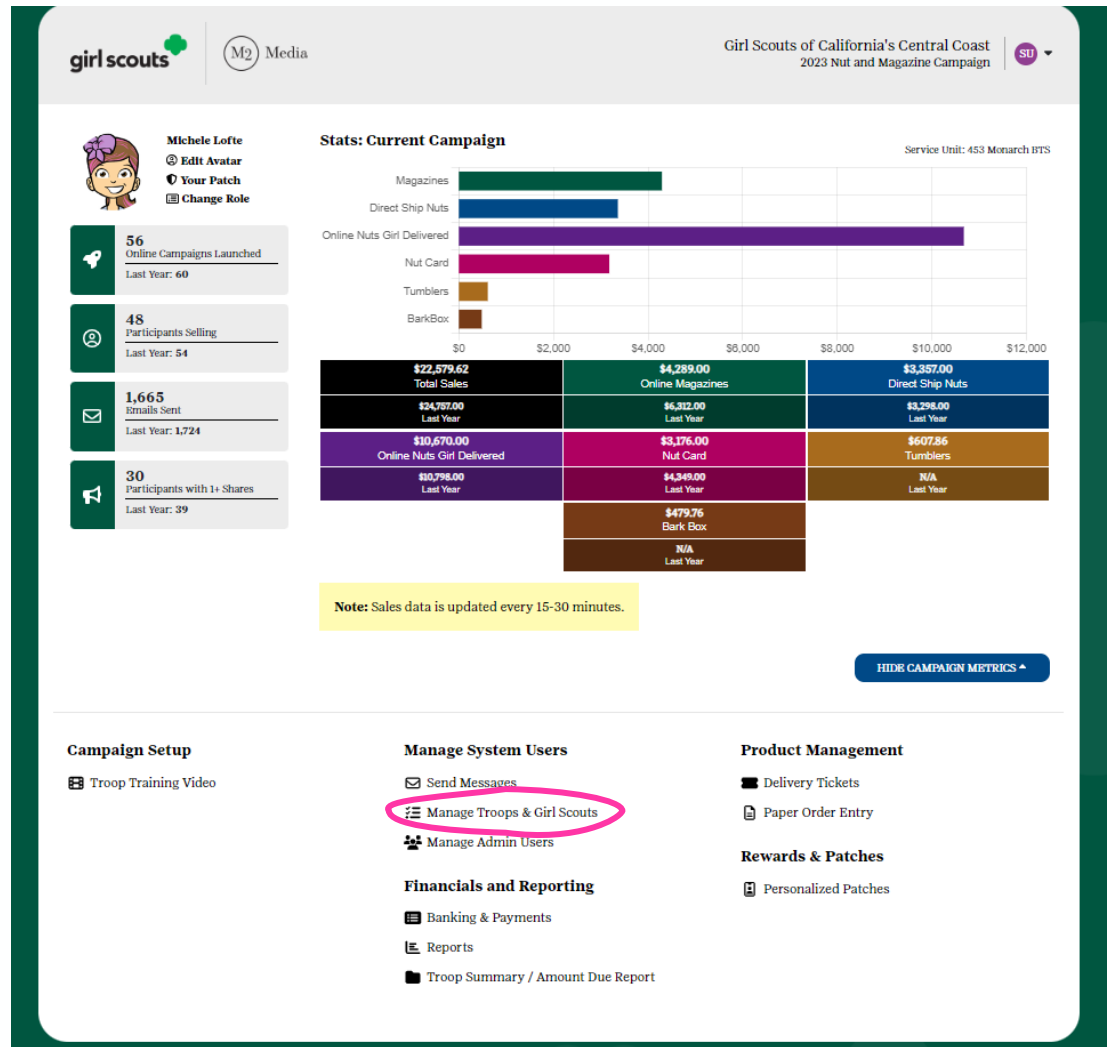 girl scouts
M2 Media
Girl Scouts of California's Central Coast
2023 Nut and Magazine Campaign
SU
Michele Lofte
Edit Avatar
Your Patch
Change Role
56
Online Campaigns Launched
Last Year: 60
48
Participants Selling
Last Year: 54
1,665
Emails Sent
Last Year: 1,724
30
Participants with 1+ Shares
Last Year: 39
Stats: Current Campaign
Service Unit: 453 Monarch BTS
Magazines
Direct Ship Nuts
Online Nuts Girl Delivered
Nut Card
Tumblers
BarkBox
$0 $2,000 $4,000 $6,000 $8,000 $10,000 $12,000
$22,579.62 $4,289.00 $3,357.00
Total Sales Online Magazines Direct Ship Nuts
$24,757.00 $6,312.00 $3,298.00
Last Year Last Year Last Year
$10,670.00 $3,176.00 $607.86
Online Nuts Girl Delivered Nut Card Tumblers
$10,798.00 $4,349.00 N/A
Last Year Last Year Last Year
$479.76
Bark Box
N/A
Last Year
Note: Sales data is updated every 15-30 minutes.
HIDE CAMPAIGN METRICS
Campaign Setup
Troop Training Video
Manage System Users
Send Messages
Manage Troops & Girl Scouts
Manage Admin Users
Financials and Reporting
Banking & Payments
Reports
Troop Summary / Amount Due Report
Product Management
Delivery Tickets
Paper Order Entry
Rewards & Patches
Personalized Patches